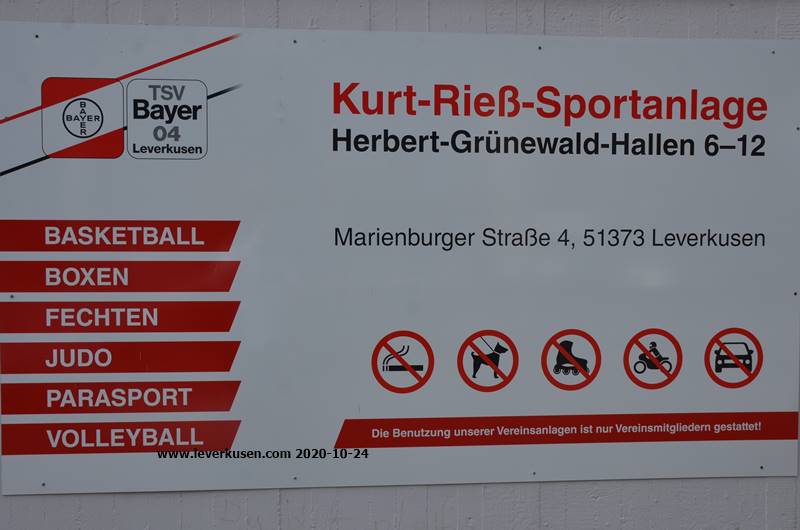 BAYER
BAYER
TSV
Bayer
04
Leverkusen
Kurt-Rieß-Sportanlage
Herbert-Grünewald-Hallen 6–12
Marienburger Straße 4, 51373 Leverkusen
BASKETBALL
BOXEN
FECHTEN
JUDO
PARASPORT
VOLLEYBALL
Die Benutzung unserer Vereinsanlagen ist nur Vereinsmitgliedern gestattet!
www.leverkusen.com 2020-10-24